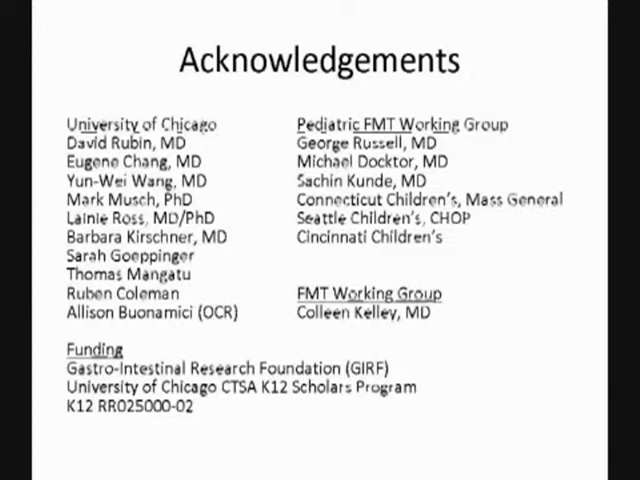 Acknowledgements
University of Chicago
David Rubin, MD
Eugene Chang, MD
Yun-Wei Wang, MD
Mark Musch, PhD
Lainie Ross, MD/PhD
Barbara Kirschner, MD
Sarah Goeppinger
Thomas Mangatu
Ruben Coleman
Allison Buonamici (OCR)
Pediatric FMT Working Group
George Russell, MD
Michael Docktor, MD
Sachin Kunde, MD
Connecticut Children's, Mass General
Seattle Children's, CHOP
Cincinnati Children's
FMT Working Group
Colleen Kelley, MD
Funding
Gastro-Intestinal Research Foundation (GIRF)
University of Chicago CTSA K12 Scholars Program
K12 RR025000-02